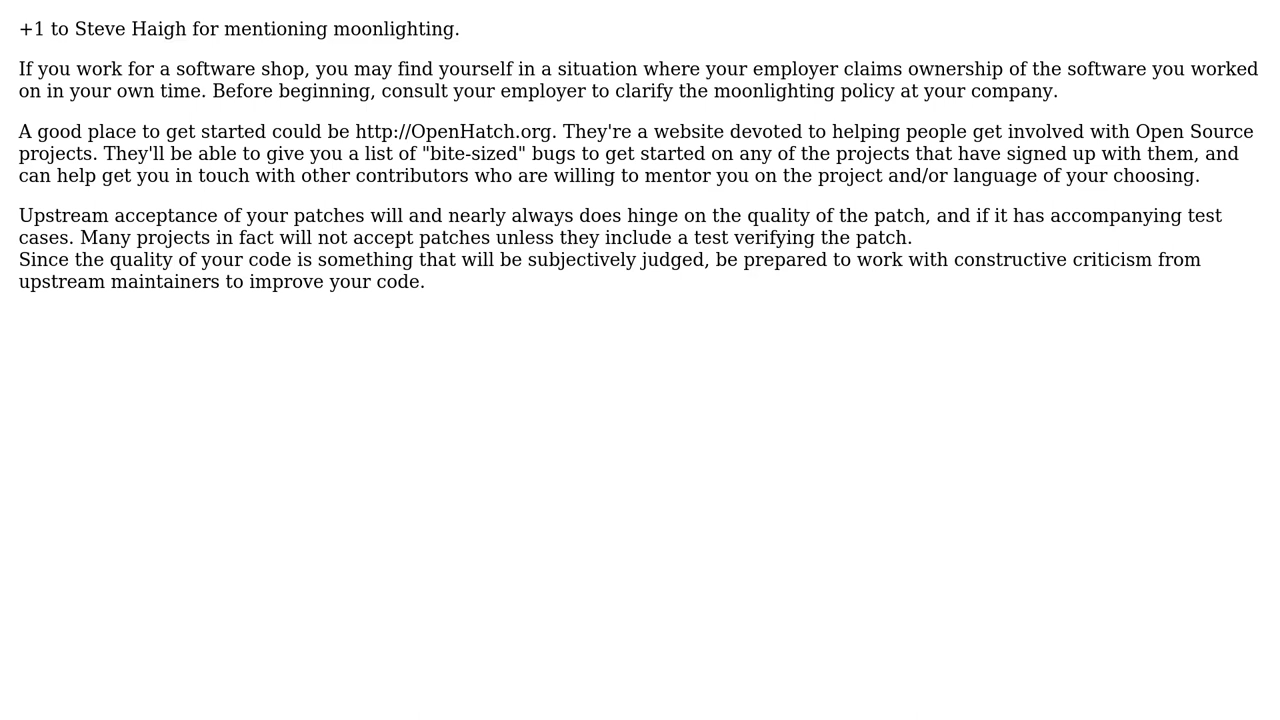 +1 to Steve Haigh for mentioning moonlighting.
If you work for a software shop, you may find yourself in a situation where your employer claims ownership of the software you worked
on in your own time. Before beginning, consult your employer to clarify the moonlighting policy at your company.
A good place to get started could be http://OpenHatch.org. They're a website devoted to helping people get involved with Open Source
projects. They'll be able to give you a list of "bite-sized" bugs to get started on any of the projects that have signed up with them, and
can help get you in touch with other contributors who are willing to mentor you on the project and/or language of your choosing.
Upstream acceptance of your patches will and nearly always does hinge on the quality of the patch, and if it has accompanying test
cases. Many projects in fact will not accept patches unless they include a test verifying the patch.
Since the quality of your code is something that will be subjectively judged, be prepared to work with constructive criticism from
upstream maintainers to improve your code.